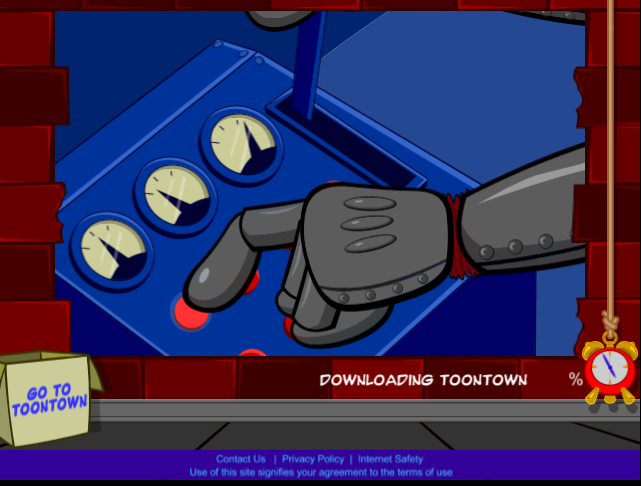 DOWNLOADING TOONTOWN %
GO TO
TOONTOWN
Contact Us | Privacy Policy | Internet Safety
Use of this site signifies your agreement to the terms of use